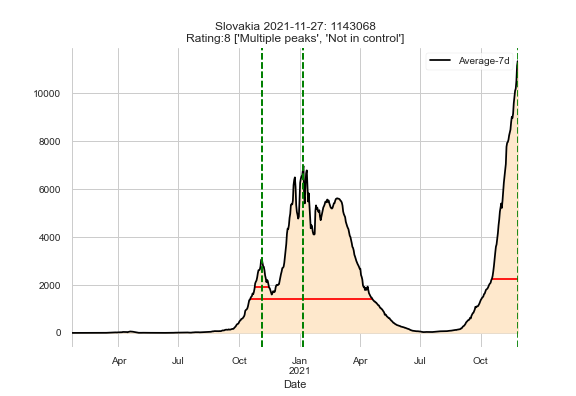 Slovakia 2021-11-27: 1143068
Rating:8 ['Multiple peaks', 'Not in control']
Average-7d
10000
8000
6000
4000
2000
0
Apr
Jul
Oct
Jan
2021
Apr
Jul
Oct
Date